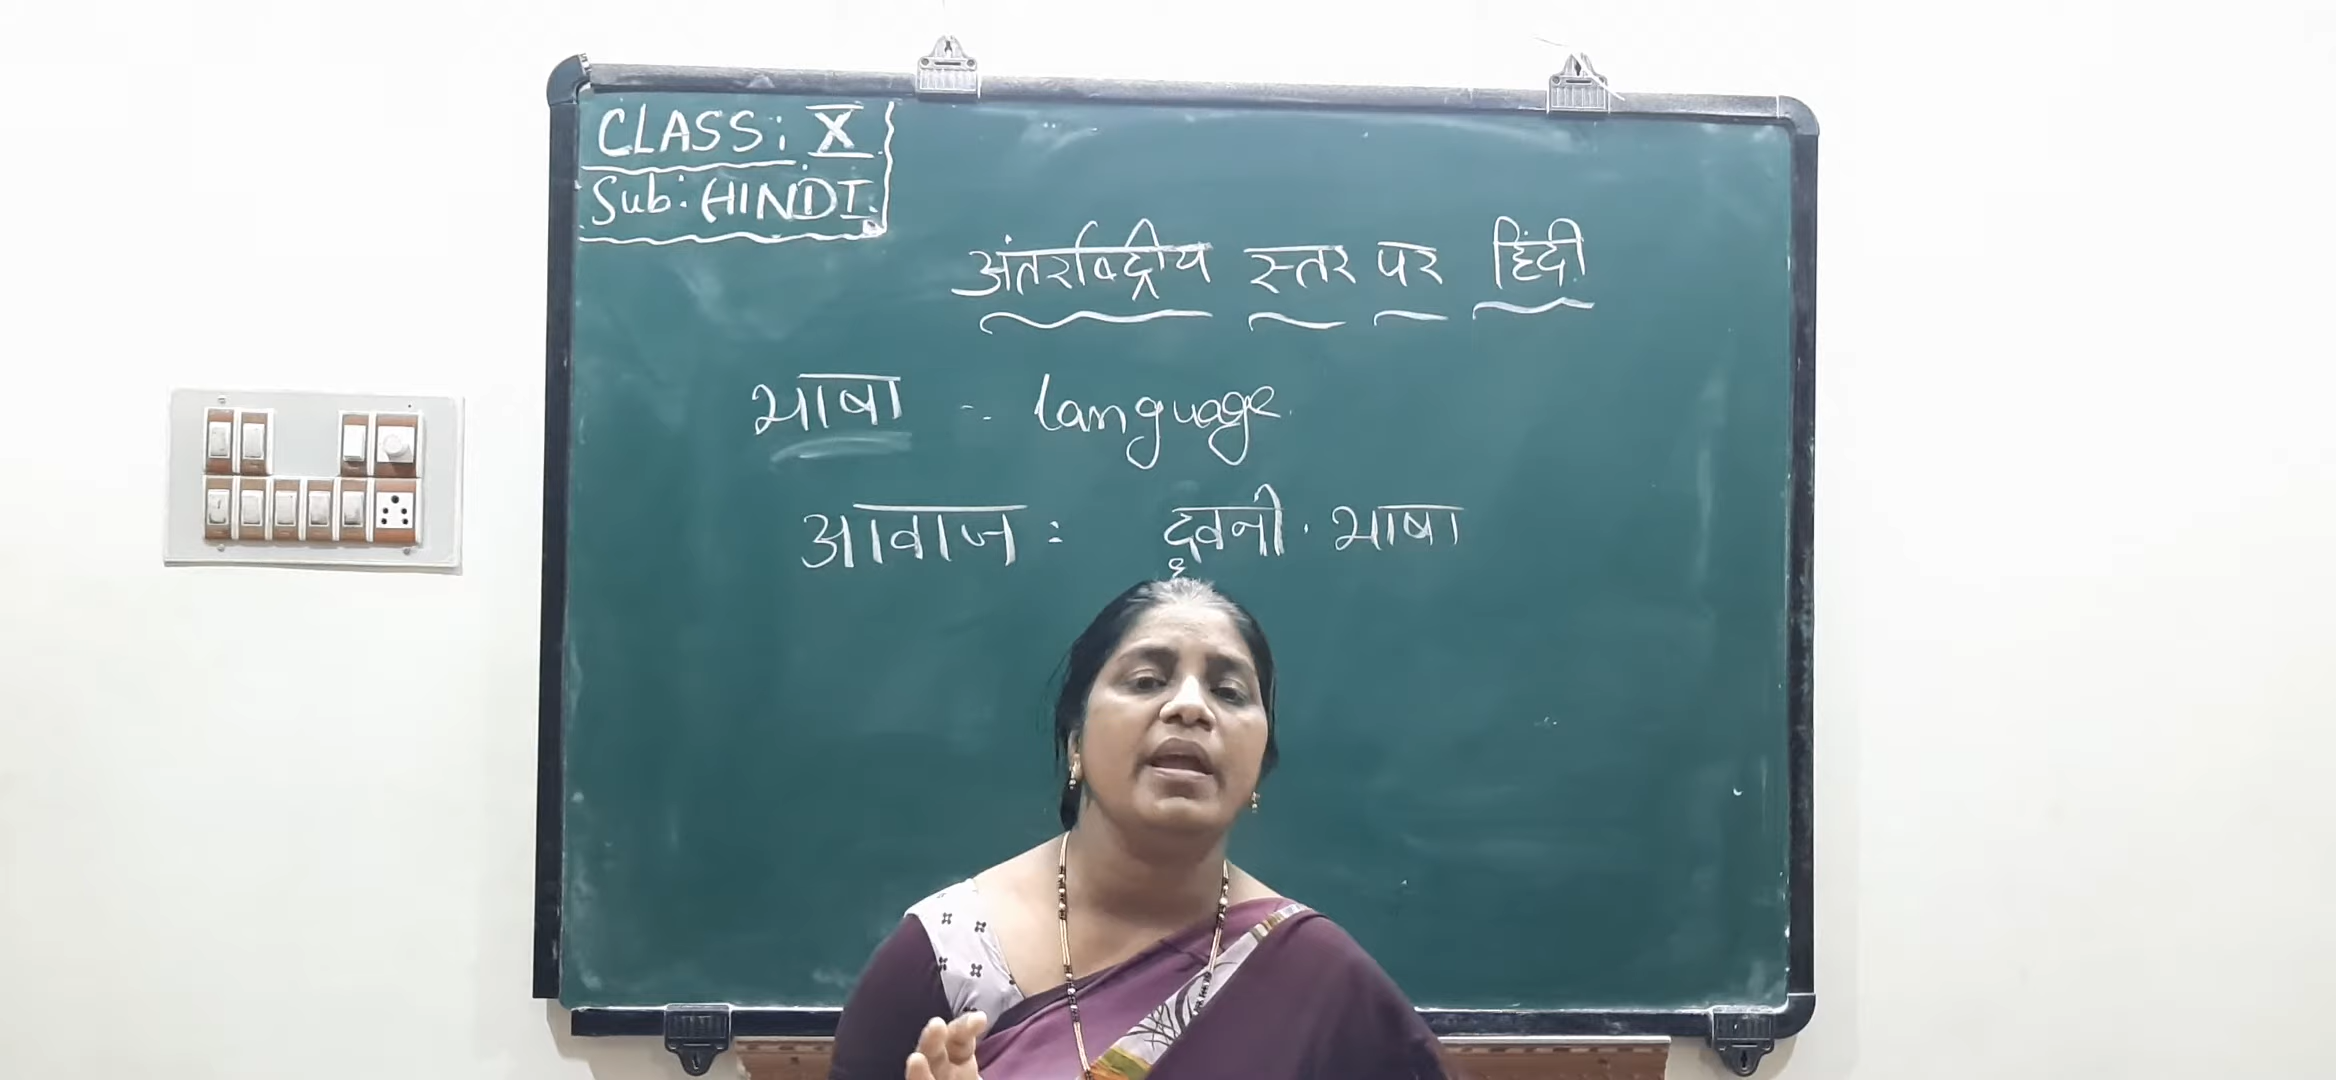 CLASS: X
Sub: HINDI.
अंतर्राष्ट्रीय स्तर पर हिंदी
भाषा -: language.
आवाज : द्वनी . भाषा